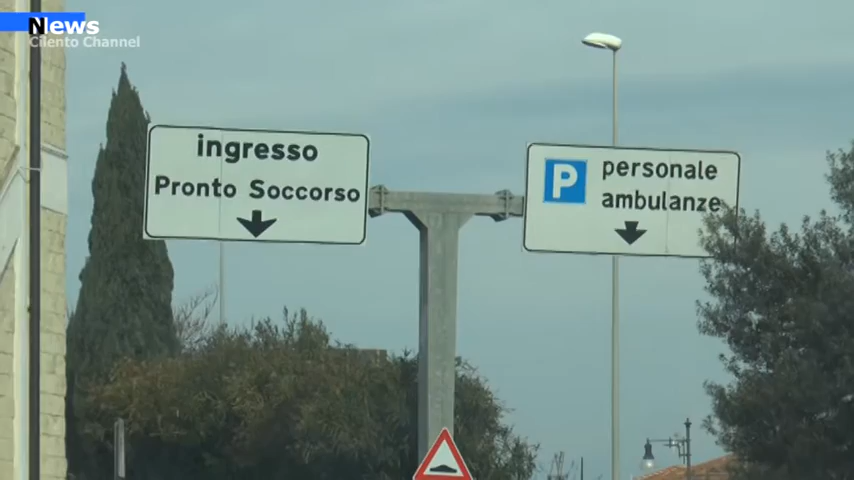 News
Cilento Channel
ingresso
Pronto Soccorso
P personale
ambulanze